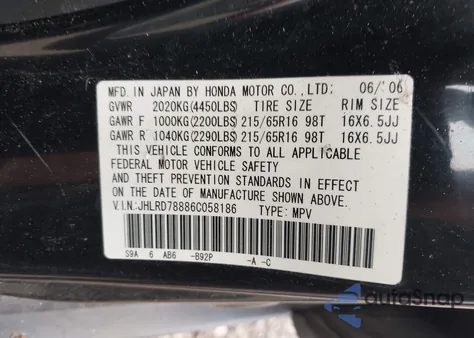 MFD. IN JAPAN BY HONDA MOTOR CO., LTD: 06/'06
GVWR 2020KG(4450LBS) TIRE SIZE RIM SIZE
GAWR F 1000KG(2200LBS) 215/65R16 98T 16X6.5JJ
GAWR R 1040KG(2290LBS) 215/65R16 98T 16X6.5JJ
THIS VEHICLE CONFORMS TO ALL APPLICABLE
FEDERAL MOTOR VEHICLE SAFETY
AND THEFT PREVENTION STANDARDS IN EFFECT
ON THE DATE OF MANUFACTURE SHOWN ABOVE.
V.I.N.:JHLRD78886C058186 TYPE: MPV
S9A 6 AB6 -B92P -A -C
autoSnap